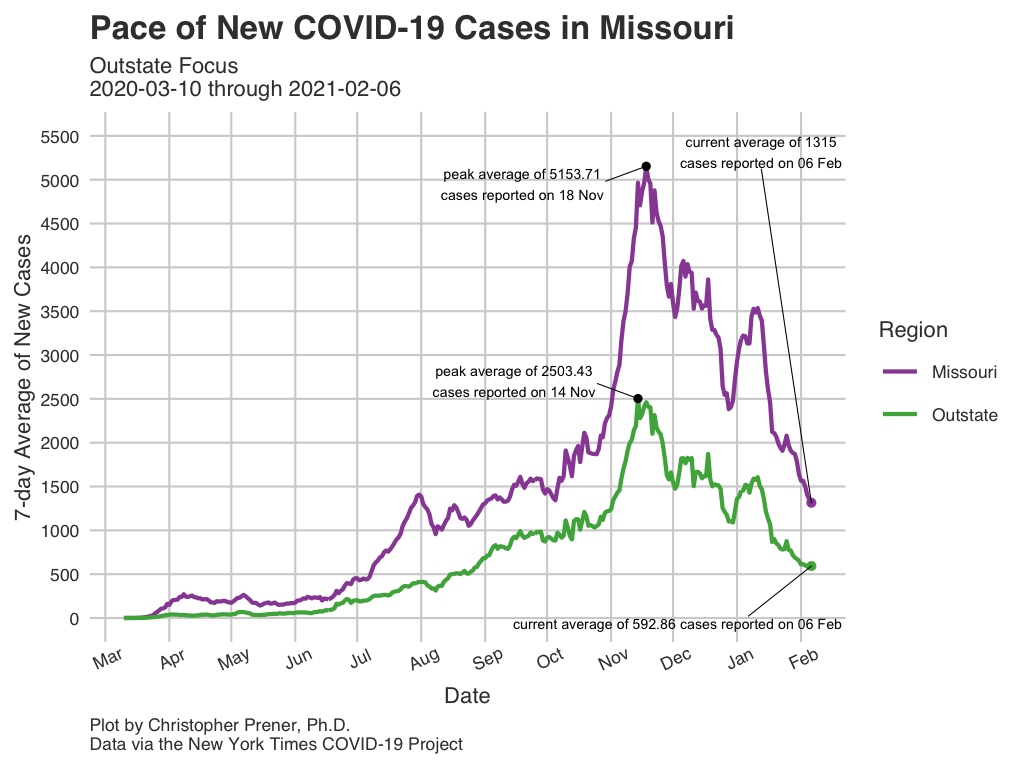 Pace of New COVID-19 Cases in Missouri
Outstate Focus
2020-03-10 through 2021-02-06
7-day Average of New Cases
5500
5000
4500
4000
3500
3000
2500
2000
1500
1000
500
0
peak average of 5153.71
cases reported on 18 Nov
current average of 1315
cases reported on 06 Feb
peak average of 2503.43
cases reported on 14 Nov
current average of 592.86 cases reported on 06 Feb
Mar Apr May Jun Jul Aug Sep Oct Nov Dec Jan Feb
Date
Region
Missouri
Outstate
Plot by Christopher Prener, Ph.D.
Data via the New York Times COVID-19 Project